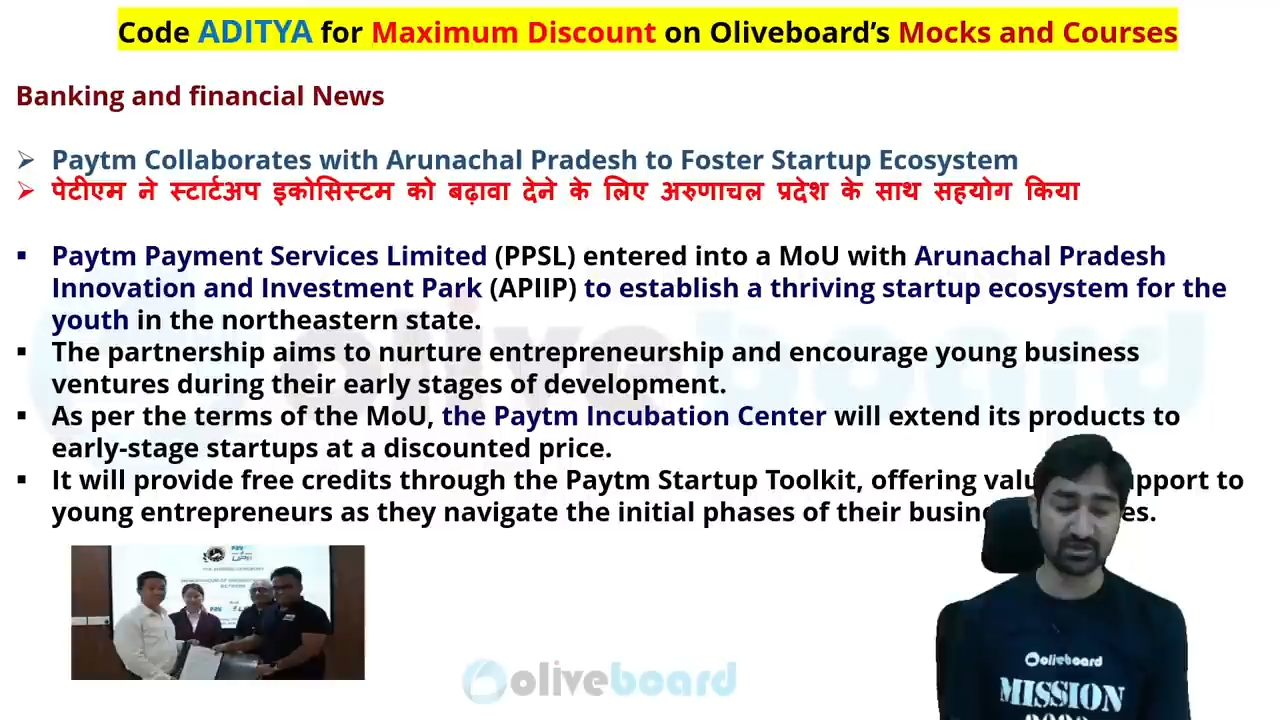 Code ADITYA for Maximum Discount on Oliveboard’s Mocks and Courses
Banking and financial News
➢ Paytm Collaborates with Arunachal Pradesh to Foster Startup Ecosystem
➢ पेटीएम ने स्टार्टअप इकोसिस्टम को बढ़ावा देने के लिए अरुणाचल प्रदेश के साथ सहयोग किया
▪ Paytm Payment Services Limited (PPSL) entered into a MoU with Arunachal Pradesh
Innovation and Investment Park (APIIP) to establish a thriving startup ecosystem for the
youth in the northeastern state.
▪ The partnership aims to nurture entrepreneurship and encourage young business
ventures during their early stages of development.
▪ As per the terms of the MoU, the Paytm Incubation Center will extend its products to
early-stage startups at a discounted price.
▪ It will provide free credits through the Paytm Startup Toolkit, offering to
young entrepreneurs as they navigate the initial phases of their
oliveboard
oliveboard
oliveboard
MISSION